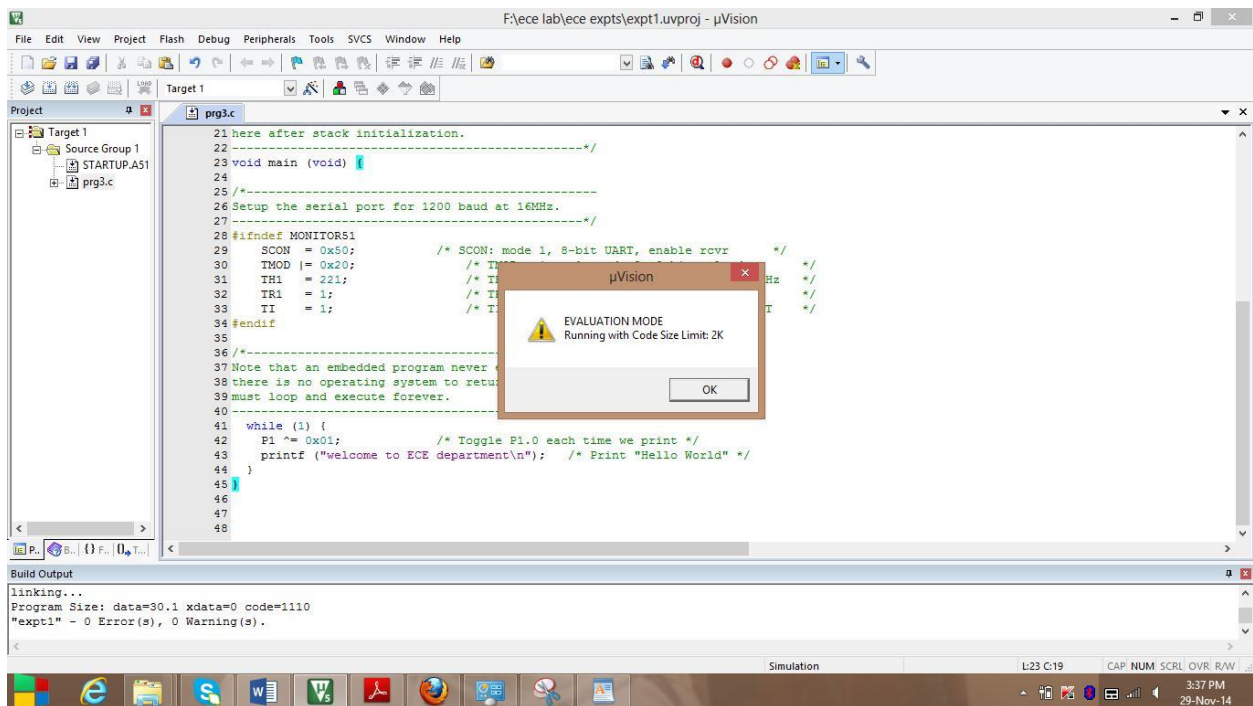 F:\ece lab\ece expts\expt1.uvproj - µVision
File Edit View Project Flash Debug Peripherals Tools SVCS Window Help
Target 1
Project
prg3.c
Target 1
Source Group 1
STARTUP.A51
prg3.c
21 here after stack initialization.
22 ------------------------------------------------*/
23 void main (void) {
24
25 /*------------------------------------------------
26 Setup the serial port for 1200 baud at 16MHz.
27 ------------------------------------------------*/
28 #ifndef MONITOR51
29 SCON = 0x50; /* SCON: mode 1, 8-bit UART, enable rcvr */
30 TMOD |= 0x20; /* */
31 TH1 = 221; /* Hz */
32 TR1 = 1; /* */
33 TI = 1; /* T */
34 #endif
35
36 /*------------------------------------
37 Note that an embedded program never
38 there is no operating system to
39 must loop and execute forever.
40 ------------------------------------
41 while (1) {
42 P1 ^= 0x01; /* Toggle P1.0 each time we print */
43 printf ("welcome to ECE department\n"); /* Print "Hello World" */
44 }
45 }
46
47
48
µVision
EVALUATION MODE
Running with Code Size Limit: 2K
OK
P.. B.. {} F.. T...
Build Output
linking...
Program Size: data=30.1 xdata=0 code=1110
"expt1" - 0 Error(s), 0 Warning(s).
Simulation L:23 C:19 CAP NUM SCRL OVR R/W
3:37 PM
29-Nov-14